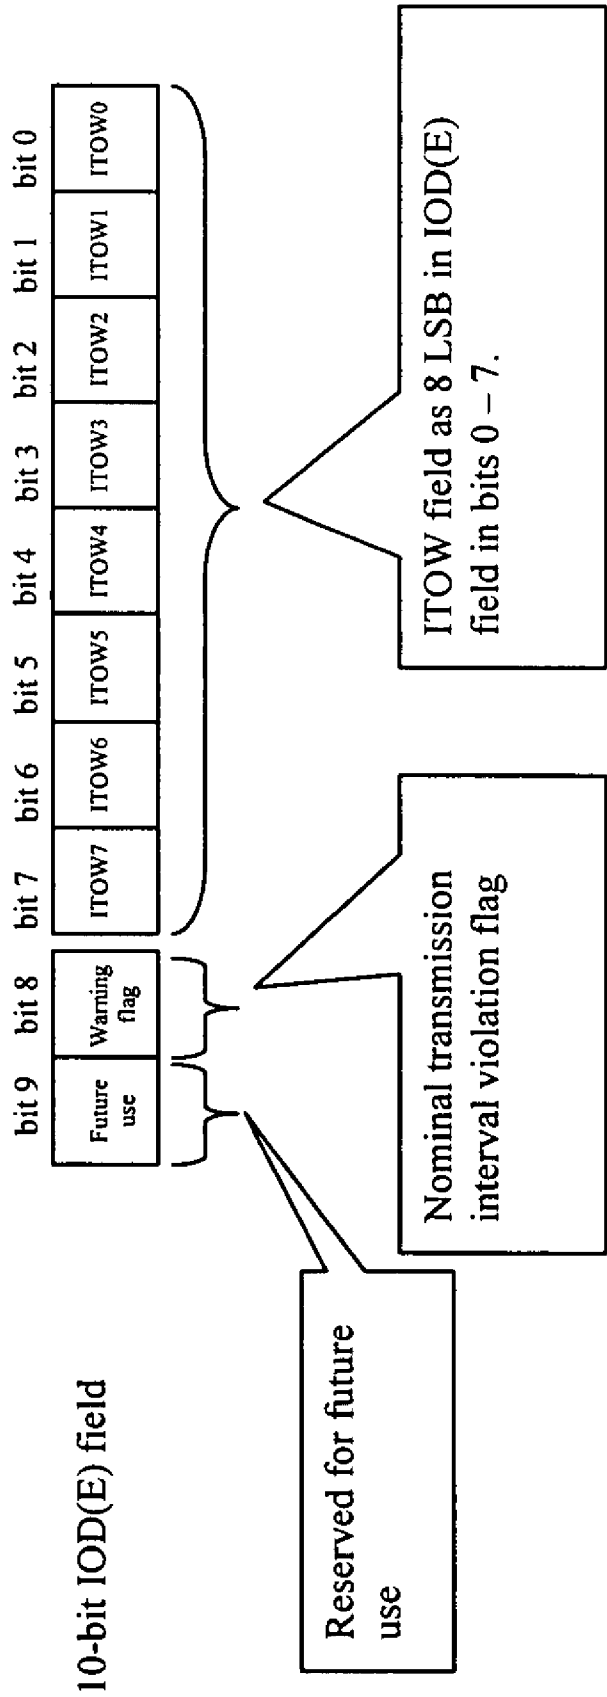 10-bit IOD(E) field
bit 9 bit 8 bit 7 bit 6 bit 5 bit 4 bit 3 bit 2 bit 1 bit 0
Future use
Warning flag
ITOW7 ITOW6 ITOW5 ITOW4 ITOW3 ITOW2 ITOW1 ITOW0
Reserved for future
use
Nominal transmission
interval violation flag
ITOW field as 8 LSB in IOD(E)
field in bits 0 – 7.